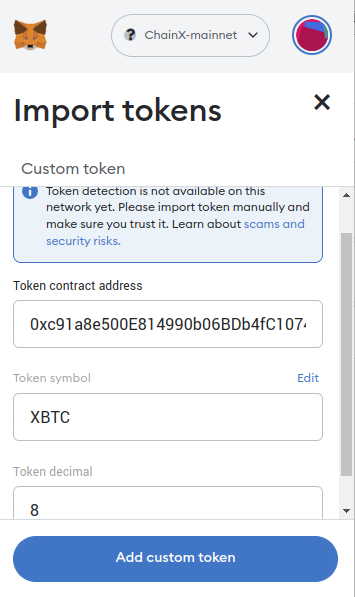 ChainX-mainnet
Import tokens
Custom token
Token detection is not available on this
network yet. Please import token manually and
make sure you trust it. Learn about scams and
security risks.
Token contract address
0xc91a8e500E814990b06BDb4fC107
Token symbol
Edit
XBTC
Token decimal
8
Add custom token